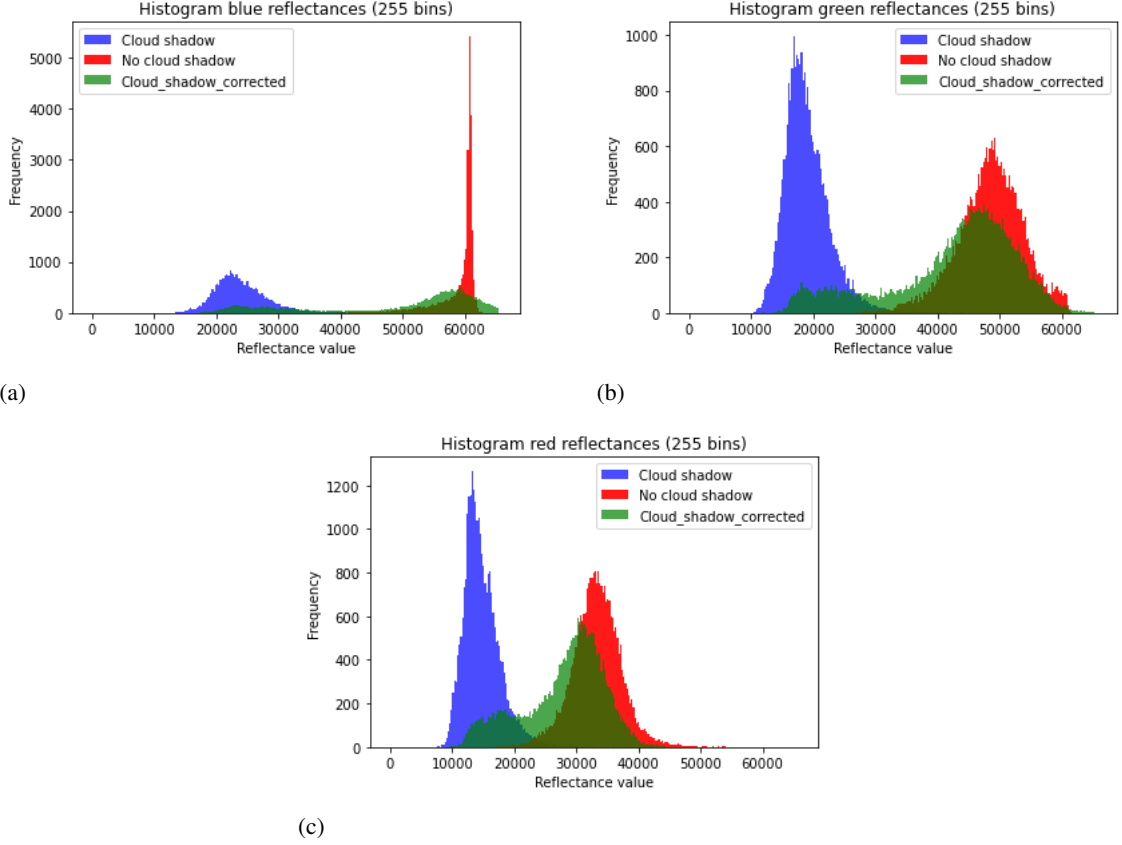 Histogram blue reflectances (255 bins)
Cloud shadow
No cloud shadow
Cloud_shadow_corrected
Frequency
5000
4000
3000
2000
1000
0
0 10000 20000 30000 40000 50000 60000
Reflectance value
(a)
Histogram green reflectances (255 bins)
Cloud shadow
No cloud shadow
Cloud_shadow_corrected
Frequency
1000
800
600
400
200
0
0 10000 20000 30000 40000 50000 60000
Reflectance value
(b)
Histogram red reflectances (255 bins)
Cloud shadow
No cloud shadow
Cloud_shadow_corrected
Frequency
1200
1000
800
600
400
200
0
0 10000 20000 30000 40000 50000 60000
Reflectance value
(c)